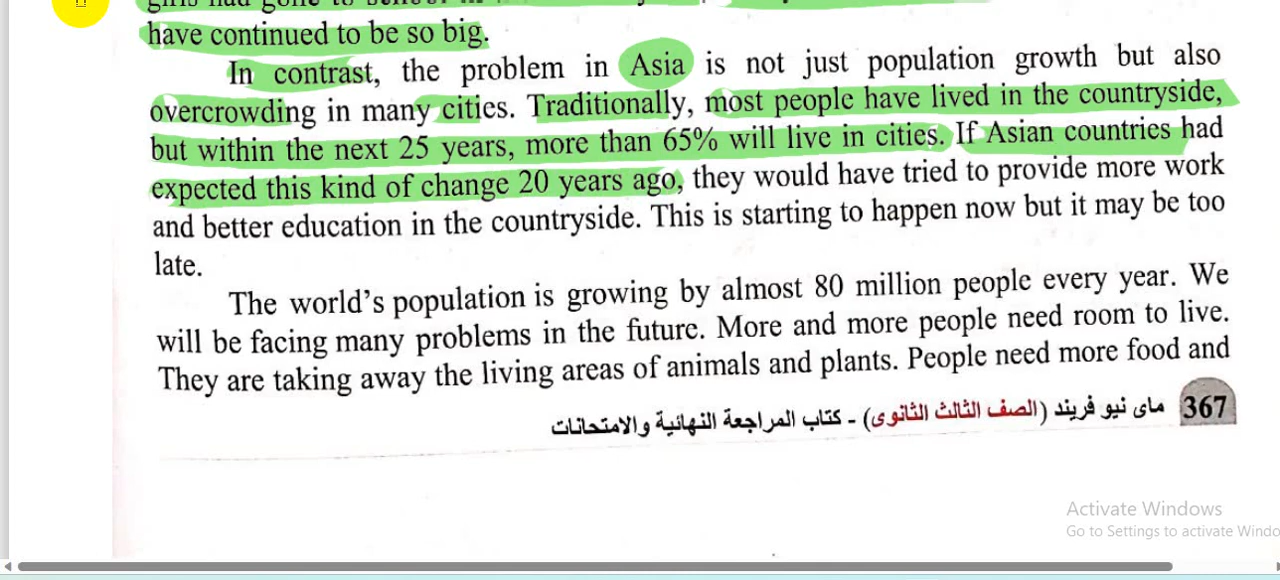 have continued to be so big.
In contrast, the problem in Asia is not just population growth but also
overcrowding in many cities. Traditionally, most people have lived in the countryside,
but within the next 25 years, more than 65% will live in cities. If Asian countries had
expected this kind of change 20 years ago, they would have tried to provide more work
and better education in the countryside. This is starting to happen now but it may be too
late.
The world's population is growing by almost 80 million people every year. We
will be facing many problems in the future. More and more people need room to live.
They are taking away the living areas of animals and plants. People need more food and
367 ماى نيو فريند (الصف الثالث الثانوى) - كتاب المراجعة النهائية والامتحانات
Activate Windows
Go to Settings to activate Windo